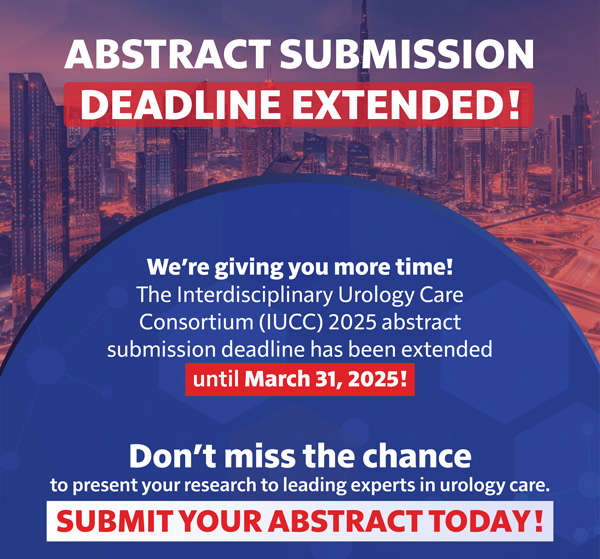 ABSTRACT SUBMISSION
DEADLINE EXTENDED!
We're giving you more time!
The Interdisciplinary Urology Care
Consortium (IUCC) 2025 abstract
submission deadline has been extended
until March 31, 2025!
Don't miss the chance
to present your research to leading experts in urology care.
SUBMIT YOUR ABSTRACT TODAY!